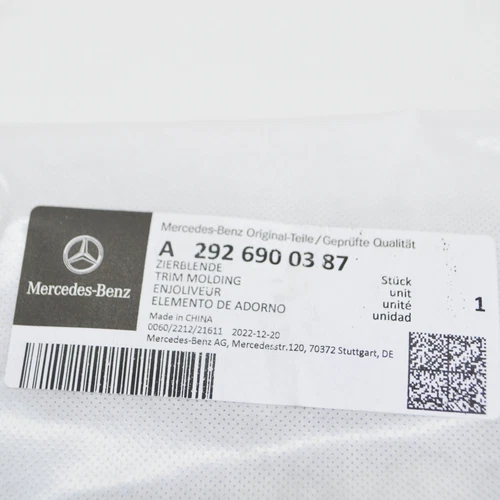 Mercedes-Benz Original-Teile/Geprüfte Qualität
A 292 690 03 87
ZIERBLENDE
TRIM MOLDING
ENJOLIVEUR
ELEMENTO DE ADORNO
Stück
unit
unité
unidad
1
Made in CHINA
0060/2212/21611 2022-12-20
Mercedes-Benz AG, Mercedesstr.120, 70372 Stuttgart, DE
Mercedes-Benz